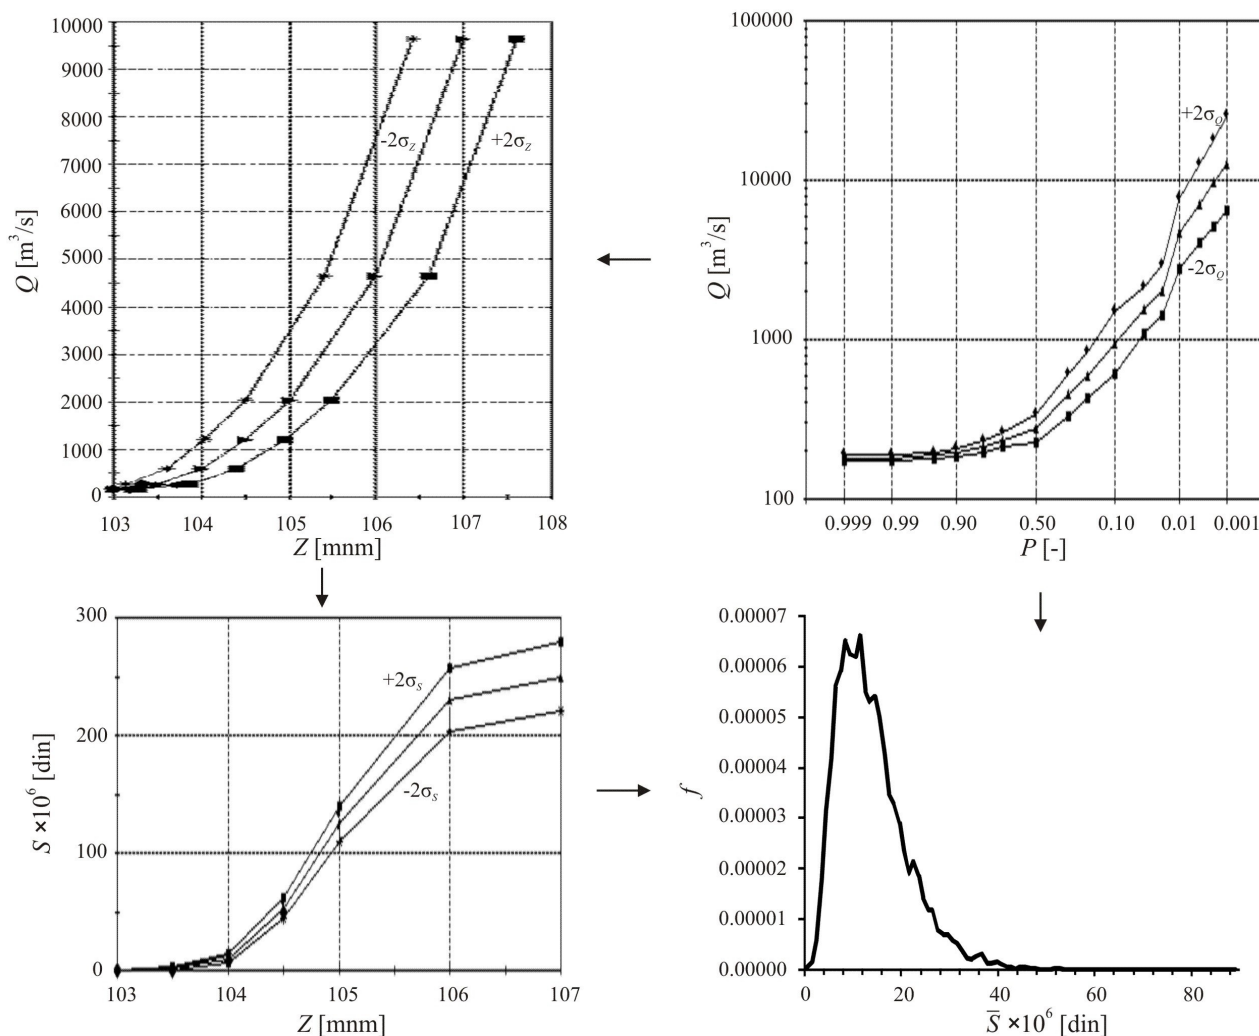 10000
9000
8000
7000
6000
5000
4000
3000
2000
1000
0
Q [m³/s]
-2σZ
+2σZ
103 104 105 106 107 108
Z [mnm]
100000
10000
1000
100
Q [m³/s]
+2σQ
-2σQ
0.999 0.99 0.90 0.50 0.10 0.01 0.001
P [-]
300
200
100
0
S ×10⁶ [din]
+2σS
-2σS
103 104 105 106 107
Z [mnm]
0.00007
0.00006
0.00005
0.00004
0.00003
0.00002
0.00001
0.00000
f
0 20 40 60 80
S̅ ×10⁶ [din]